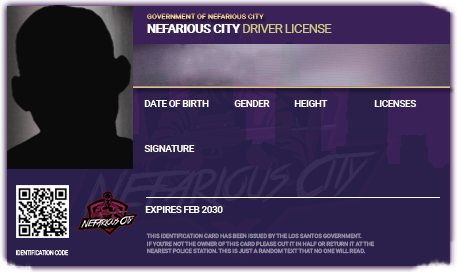 GOVERNMENT OF NEFARIOUS CITY
NEFARIOUS CITY DRIVER LICENSE
DATE OF BIRTH GENDER HEIGHT LICENSES
SIGNATURE
NEFARIOUS CITY
NEFARIOUS CITY
EXPIRES FEB 2030
IDENTIFICATION CODE
THIS IDENTIFICATION CARD HAS BEEN ISSUED BY THE LOS SANTOS GOVERNMENT.
IF YOU'RE NOT THE OWNER OF THIS CARD PLEASE CUT IT IN HALF OR RETURN IT AT THE
NEAREST POLICE STATION. THIS IS JUST A RANDOM TEXT THAT NO ONE WILL READ.